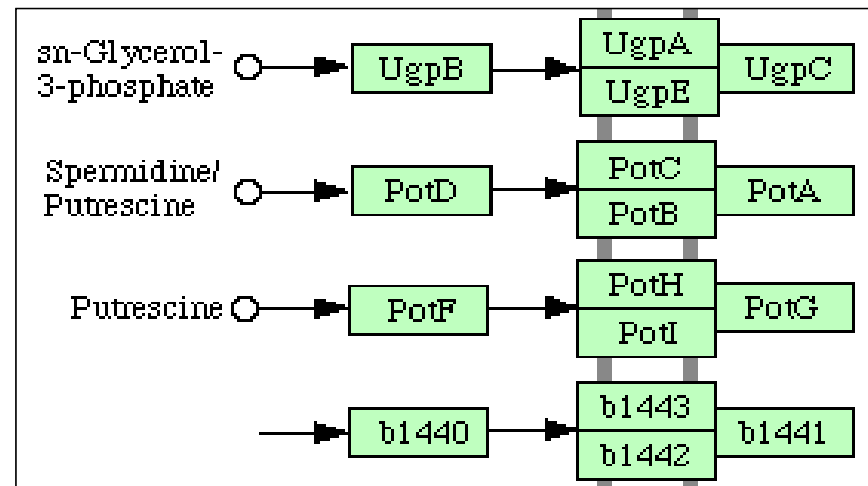 sn-Glycerol-
3-phosphate
UgpB
UgpA
UgpE
UgpC
Spermidine/
Putrescine
PotD
PotC
PotB
PotA
Putrescine
PotF
PotH
PotI
PotG
b1440
b1443
b1442
b1441